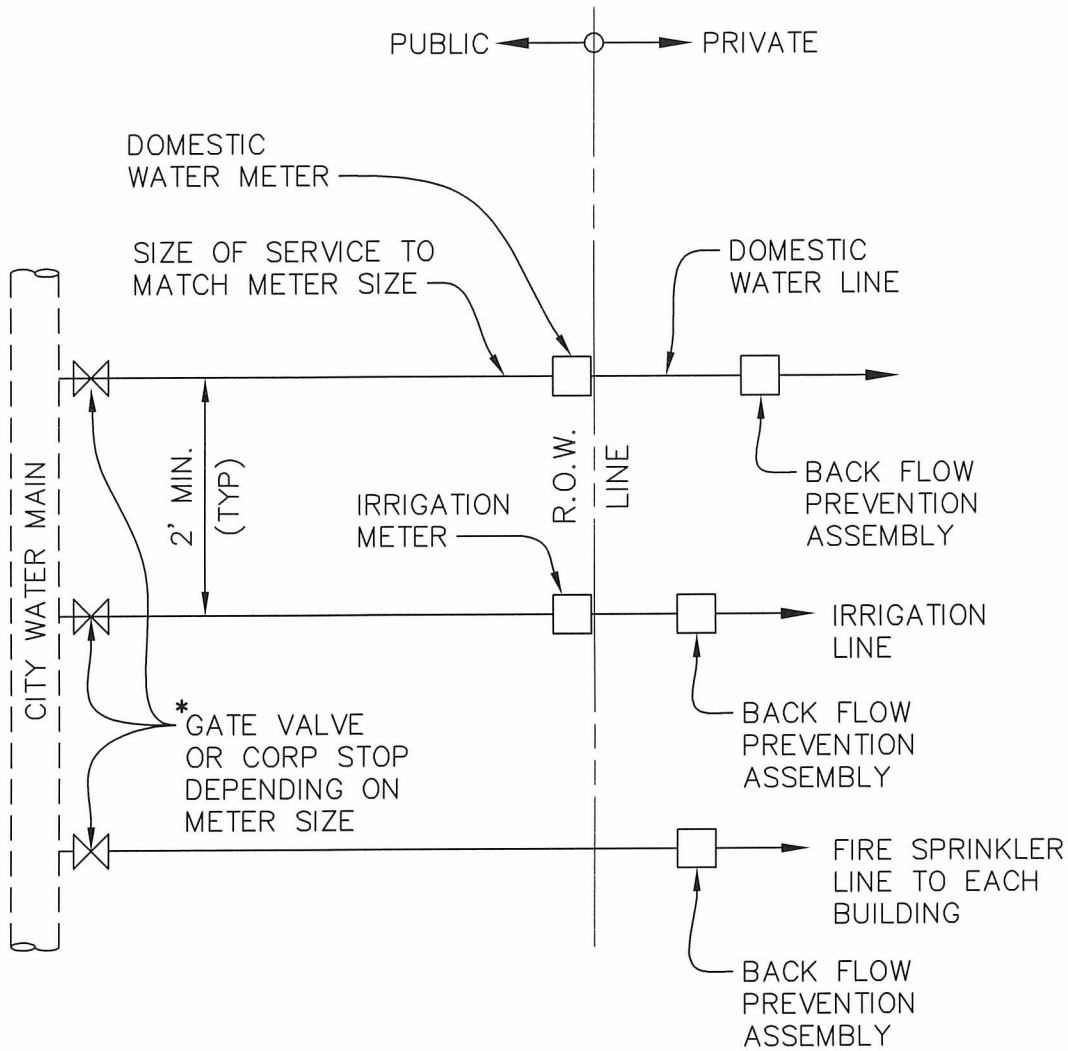 PUBLIC
PRIVATE
DOMESTIC
WATER METER
SIZE OF SERVICE TO
MATCH METER SIZE
DOMESTIC
WATER LINE
CITY WATER MAIN
2' MIN.
(TYP)
R.O.W.
LINE
BACK FLOW
PREVENTION
ASSEMBLY
IRRIGATION
METER
IRRIGATION
LINE
*GATE VALVE
OR CORP STOP
DEPENDING ON
METER SIZE
BACK FLOW
PREVENTION
ASSEMBLY
FIRE SPRINKLER
LINE TO EACH
BUILDING
BACK FLOW
PREVENTION
ASSEMBLY